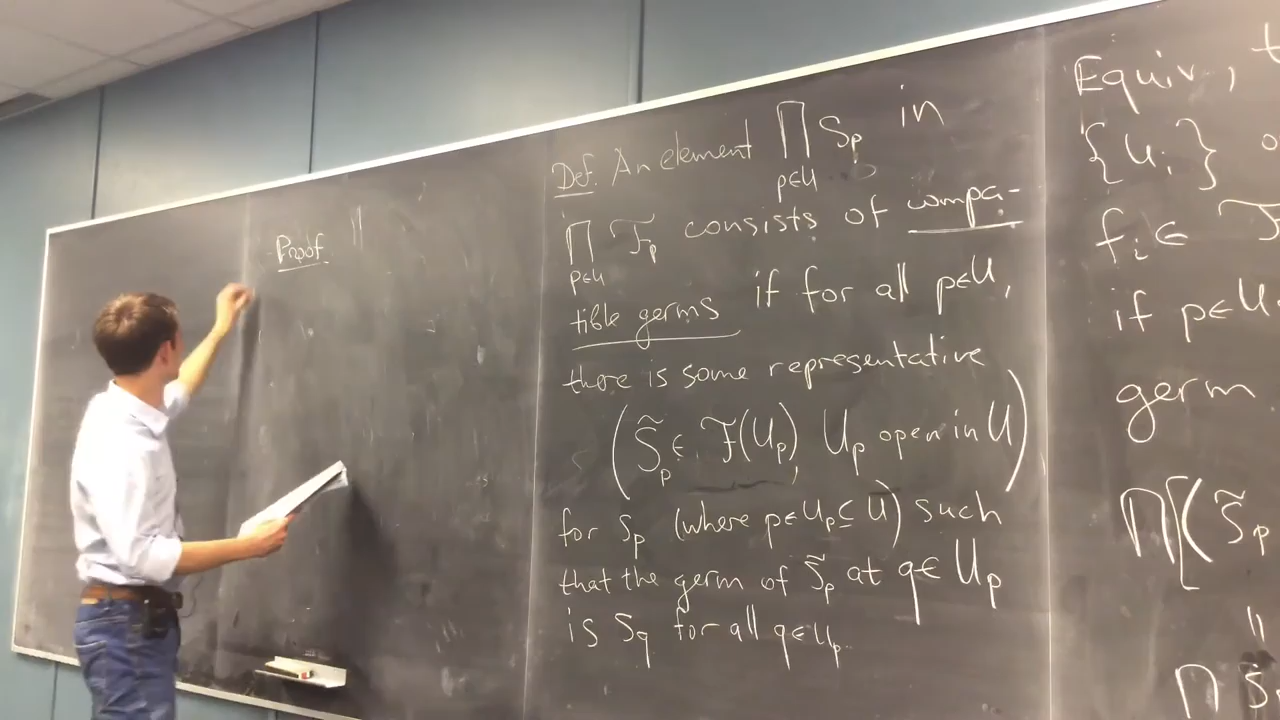 Proof
Def. An element ∏ Sₚ in
p∈U
∏ ℱₚ consists of compa-
p∈U
tible germs if for all p∈U,
there is some representative
(S̃ₚ ∈ ℱ(Uₚ), Uₚ open in U)
for Sₚ (where p∈Uₚ⊆U) such
that the germ of S̃ₚ at q∈Uₚ
is Sq for all q∈Uₚ.
Equiv,
{Uᵢ}
fᵢ ∈
if p∈U
germ
∏[(S̃ₚ
"
∏ S